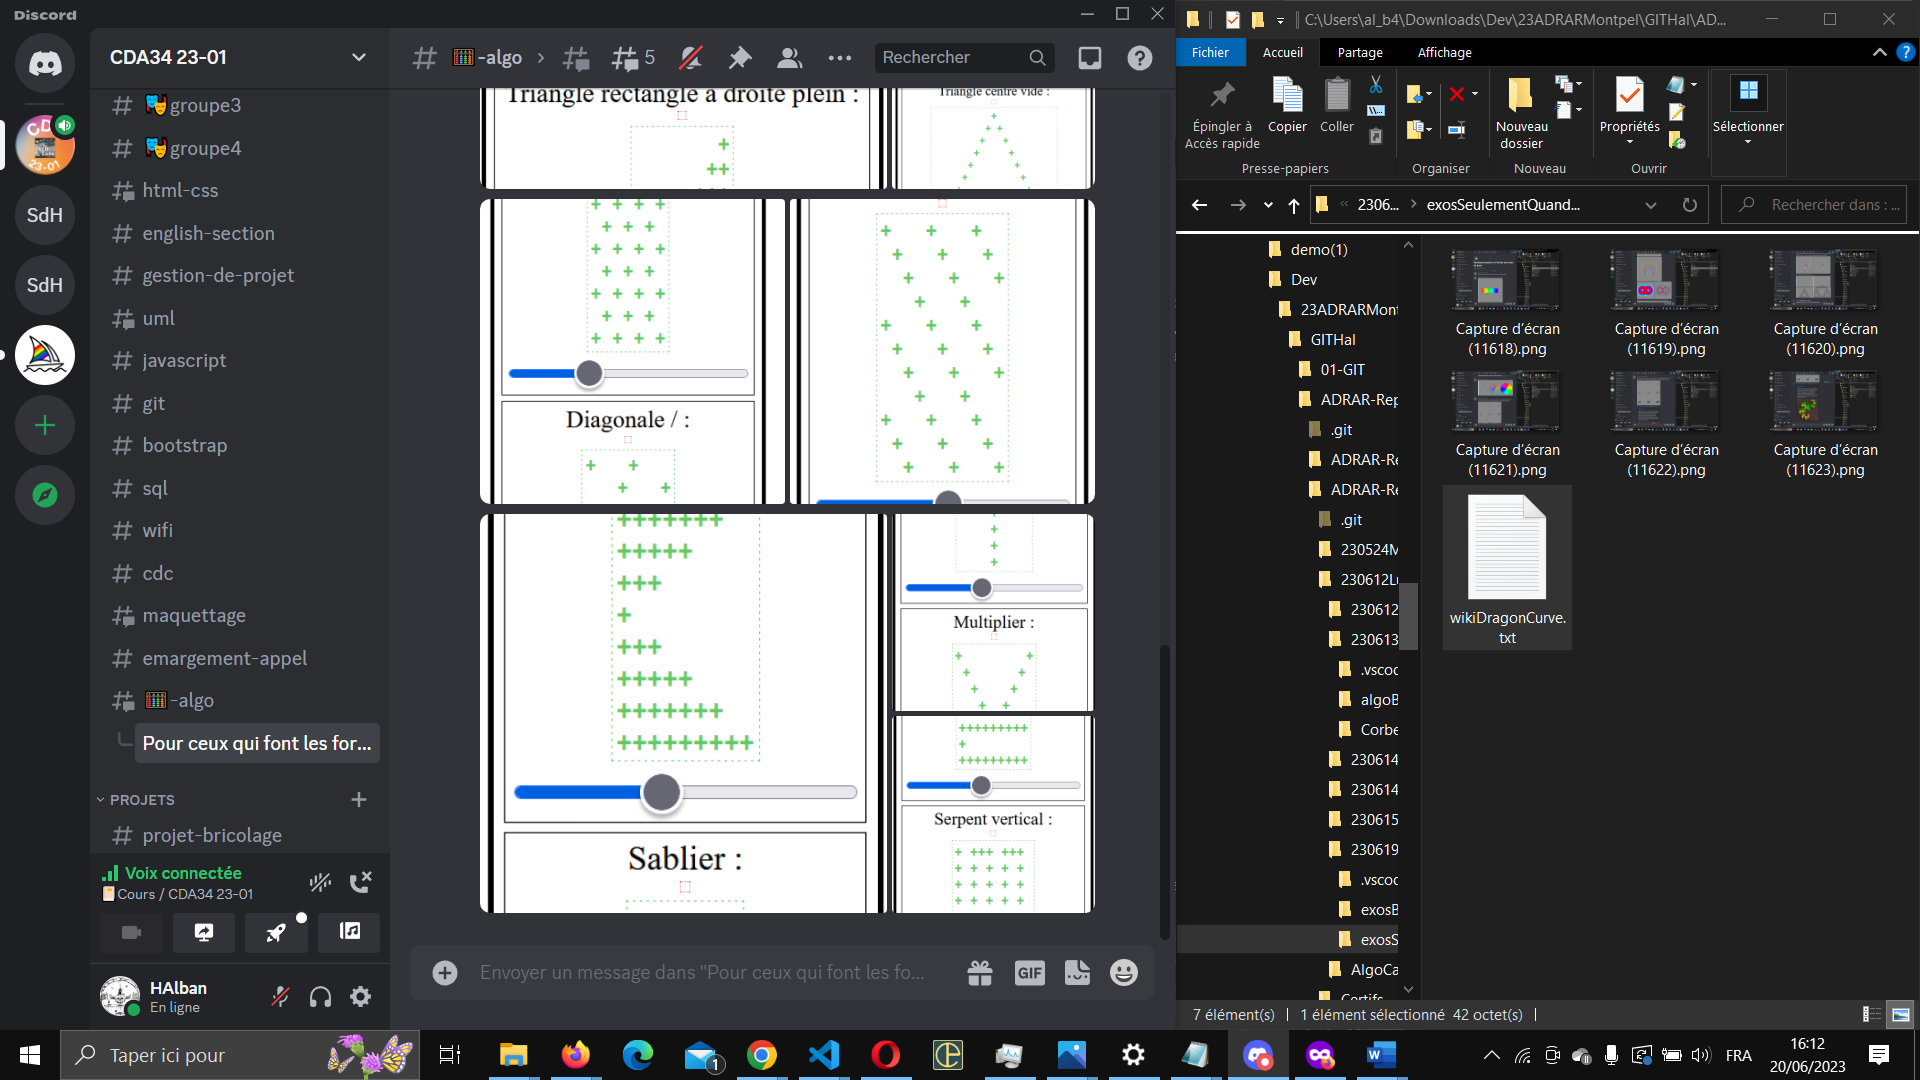 Discord
CDA34 23-01
groupe3
groupe4
html-css
english-section
gestion-de-projet
uml
javascript
git
bootstrap
sql
wifi
cdc
maquettage
emargement-appel
-algo
Pour ceux qui font les for...
PROJETS
projet-bricolage
Voix connectée
Cours / CDA34 23-01
HAlban
En ligne
SdH
SdH
CD
23-01
-algo
5
Rechercher
Triangle rectangle à droite plein :
+
++
Triangle centré vide :
Diagonale / :
+++++++
+++++
+++
+
+++
+++++
+++++++
+++++++++
Sablier :
Multiplier :
+++++++++
+
+++++++++
Serpent vertical :
+ +++ +++
Envoyer un message dans "Pour ceux qui font les fo...
GIF
C:\Users\al_b4\Downloads\Dev\23ADRARMontpel\GITHal\AD...
Fichier
Accueil
Partage
Affichage
Épingler à
Accès rapide
Copier
Coller
Presse-papiers
Organiser
Nouveau
dossier
Nouveau
Propriétés
Ouvrir
Sélectionner
2306...
exosSeulementQuand...
Rechercher dans : ...
demo(1)
Dev
23ADRARMont
GITHal
01-GIT
ADRAR-Rep
.git
ADRAR-Re
ADRAR-Re
.git
230524M
230612Lu
230612
230613
.vscoc
algoB
Corbe
230614
230614
230615
230619
.vscoc
exosB
exosS
AlgoCa
Certifs
Capture d’écran
(11618).png
Capture d’écran
(11619).png
Capture d’écran
(11620).png
Capture d’écran
(11621).png
Capture d’écran
(11622).png
Capture d’écran
(11623).png
wikiDragonCurve.
txt
7 élément(s)
1 élément sélectionné 42 octet(s)
Taper ici pour
1
FRA
16:12
20/06/2023